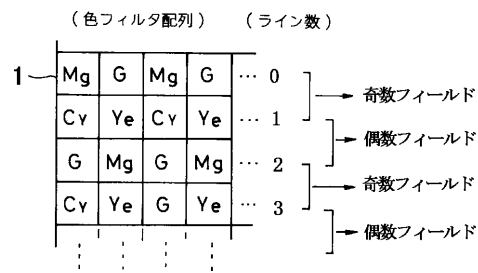 (色フィルタ配列) (ライン数)
1 Mg G Mg G … 0
奇数フィールド
Cy Ye Cy Ye … 1
偶数フィールド
G Mg G Mg … 2
奇数フィールド
Cy Ye G Ye … 3
偶数フィールド